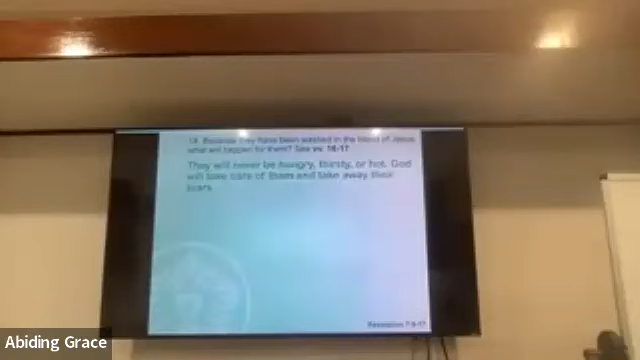 14. Because they have been washed in the blood of Jesus,
what will happen for them? See vv. 16-17
They will never be hungry, thirsty, or hot. God
will take care of them and take away their
tears.
Revelation 7:9-17
Abiding Grace